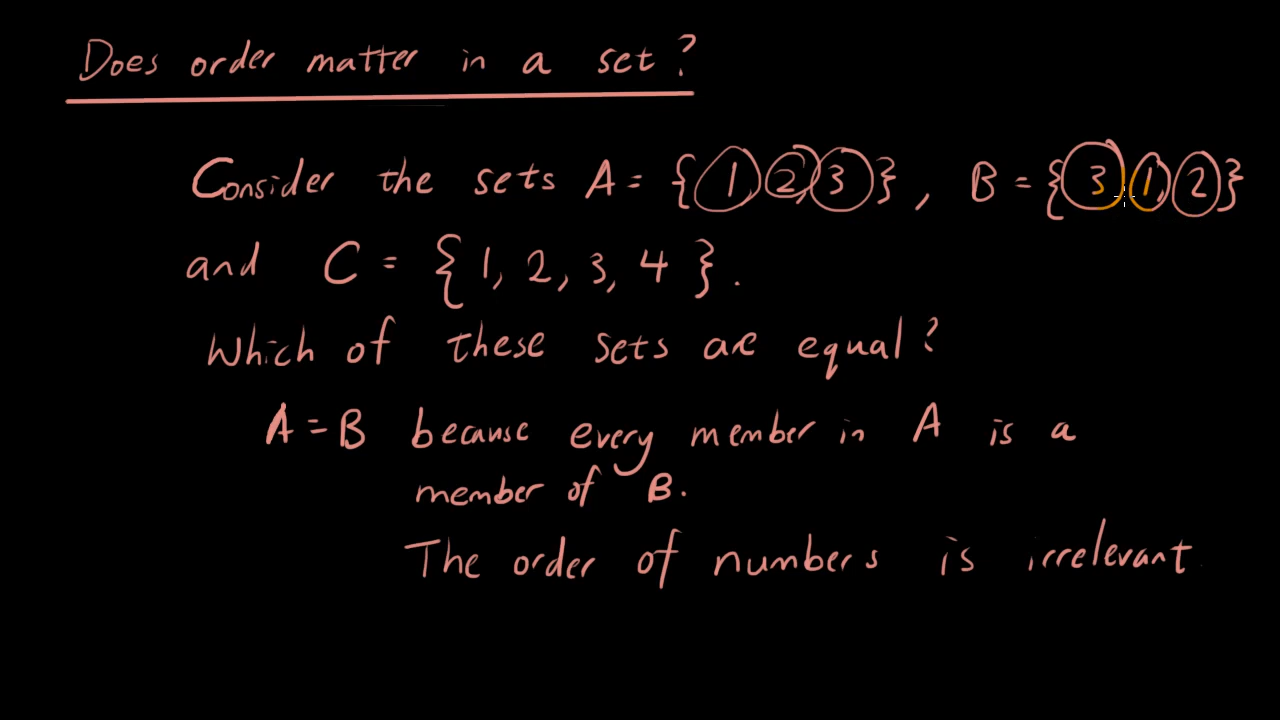 Does order matter in a set?
Consider the sets A = {1, 2, 3}, B = {3, 1, 2}
and C = {1, 2, 3, 4}.
Which of these sets are equal?
A = B because every member in A is a
member of B.
The order of numbers is irrelevant